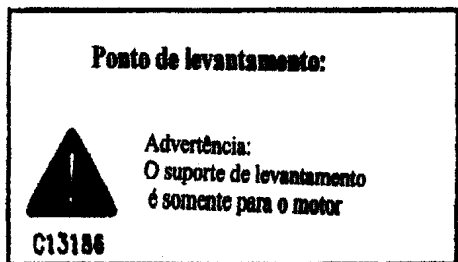 Ponto de levantamento:
Advertência:
O suporte de levantamento
é somente para o motor
C13186